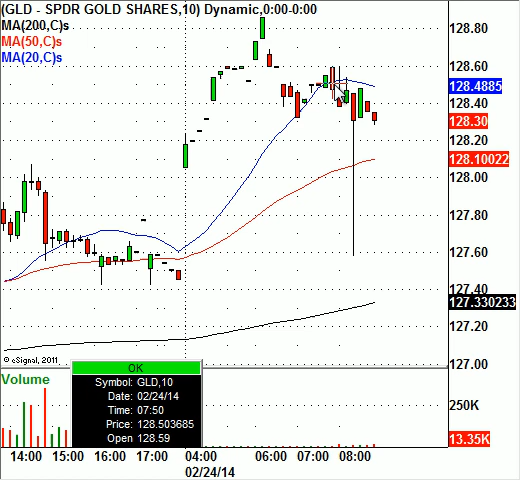 (GLD - SPDR GOLD SHARES,10) Dynamic,0:00-0:00
MA(200,C)s
MA(50,C)s
MA(20,C)s
128.80
128.60
128.4885
128.40
128.30
128.20
128.10022
128.00
127.80
127.60
127.40
127.330233
127.20
127.00
© eSignal, 2011
Volume
OK
Symbol: GLD,10
Date: 02/24/14
Time: 07:50
Price: 128.503685
Open 128.59
250K
13.35K
14:00 15:00 16:00 17:00 04:00 06:00 07:00 08:00
02/24/14